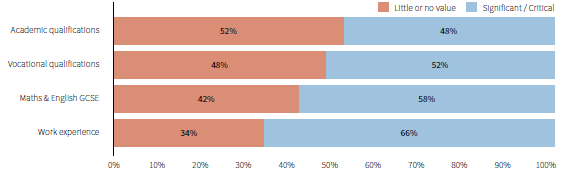 Little or no value Significant / Critical
Academic qualifications 52% 48%
Vocational qualifications 48% 52%
Maths & English GCSE 42% 58%
Work experience 34% 66%
0% 10% 20% 30% 40% 50% 60% 70% 80% 90% 100%